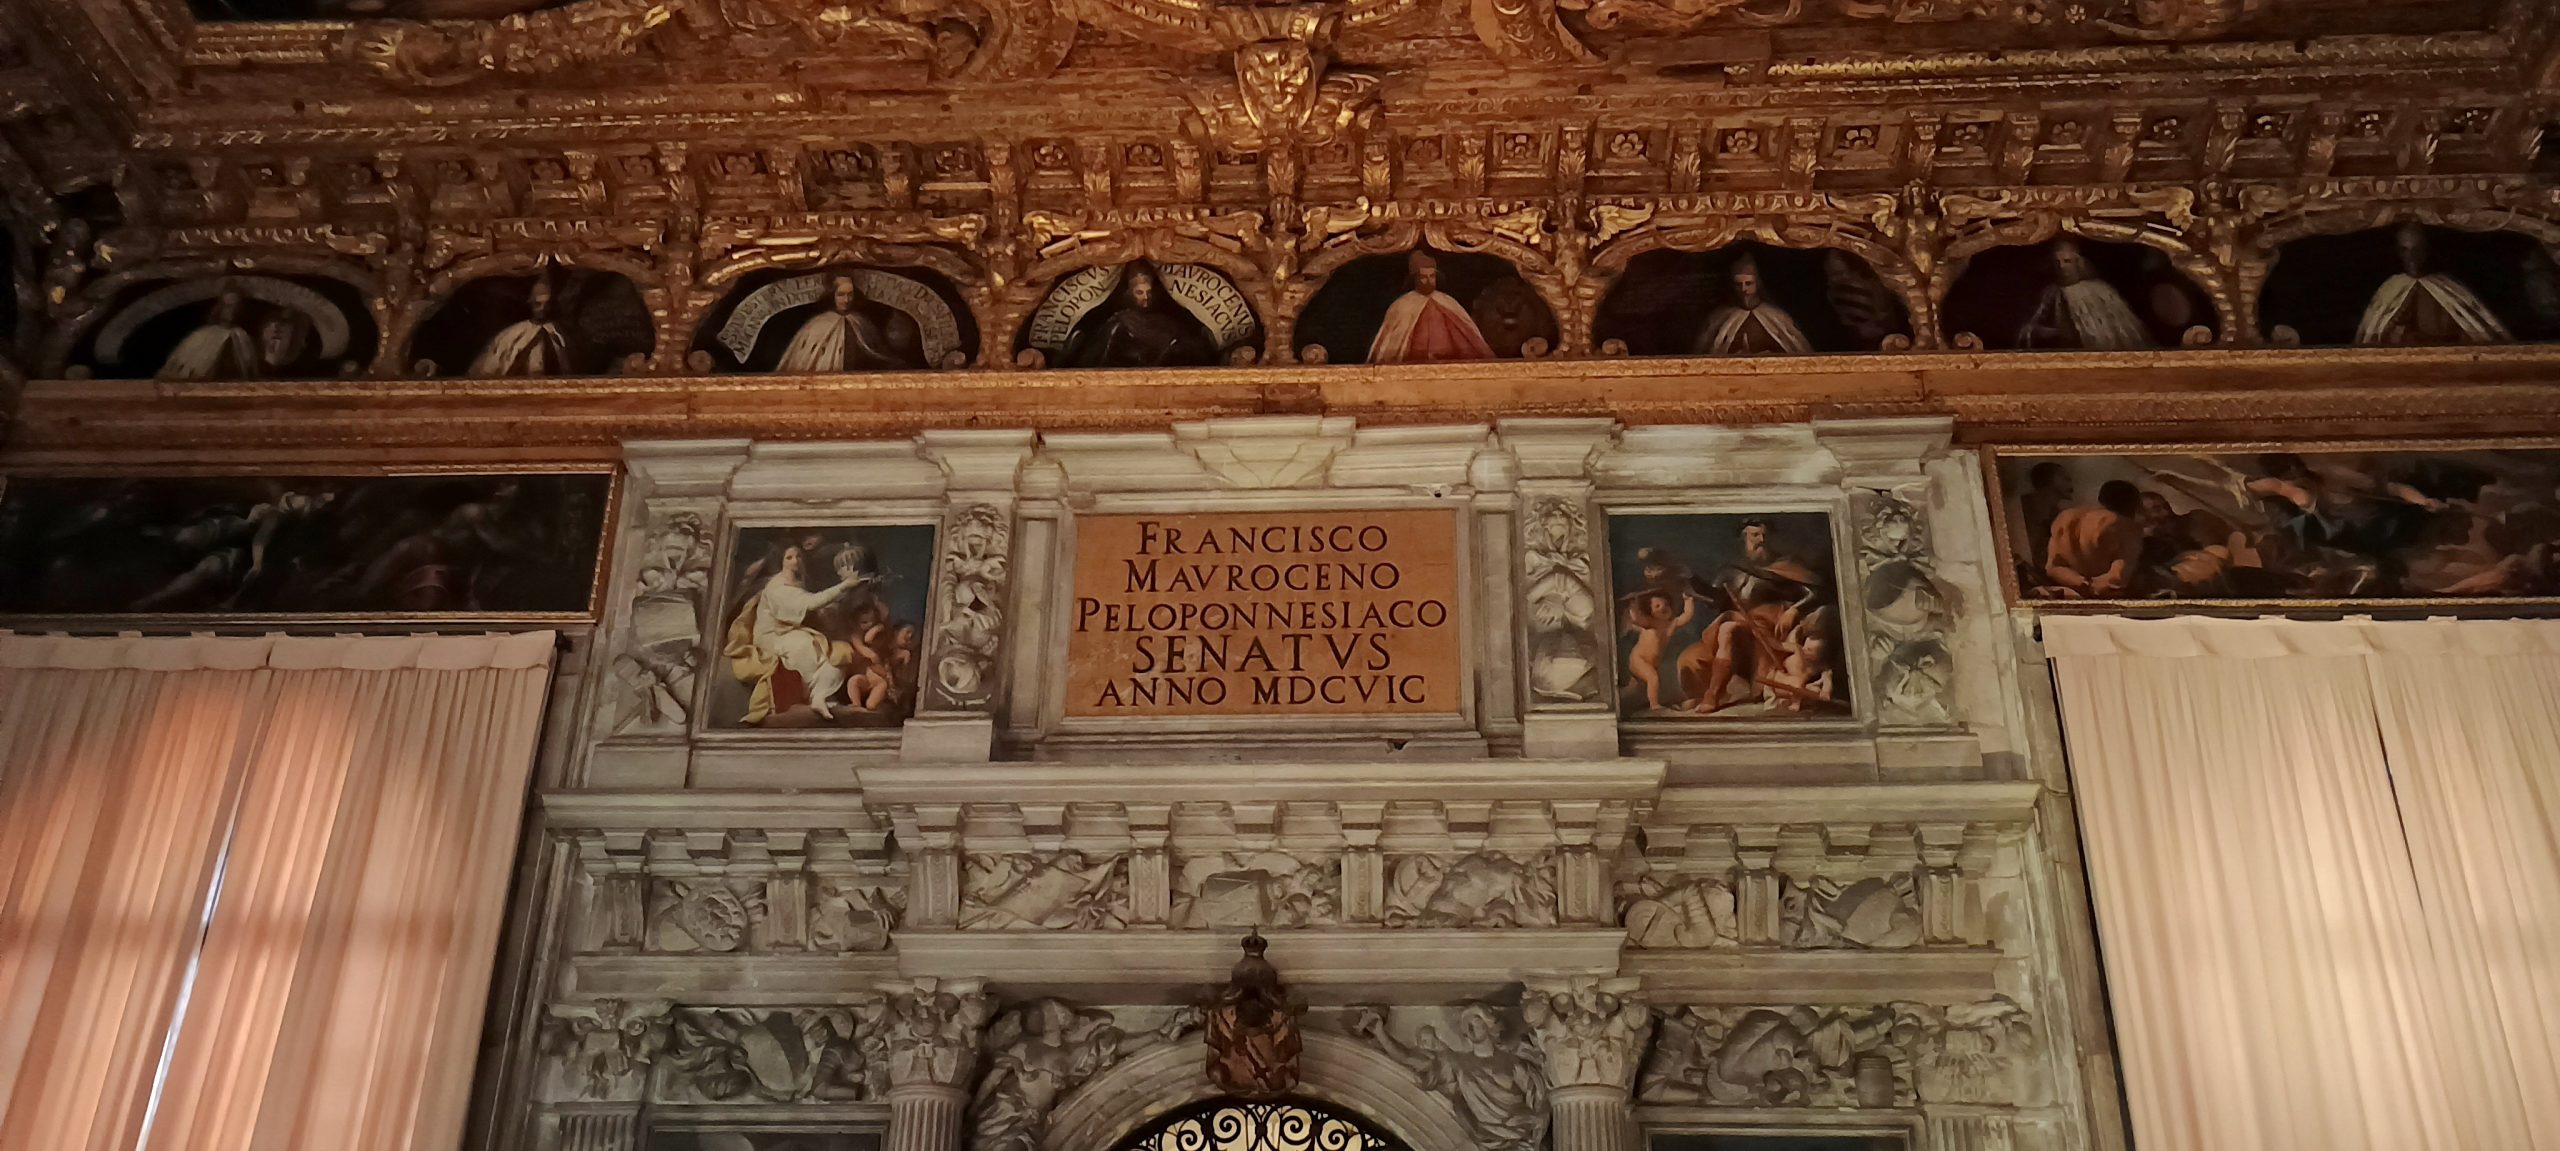 FRANCISCVS MAVROCENVS
PELOPON NESIACVS
FRANCISCO
MAVROCENO
PELOPONNESIACO
SENATVS
ANNO MDCVIC